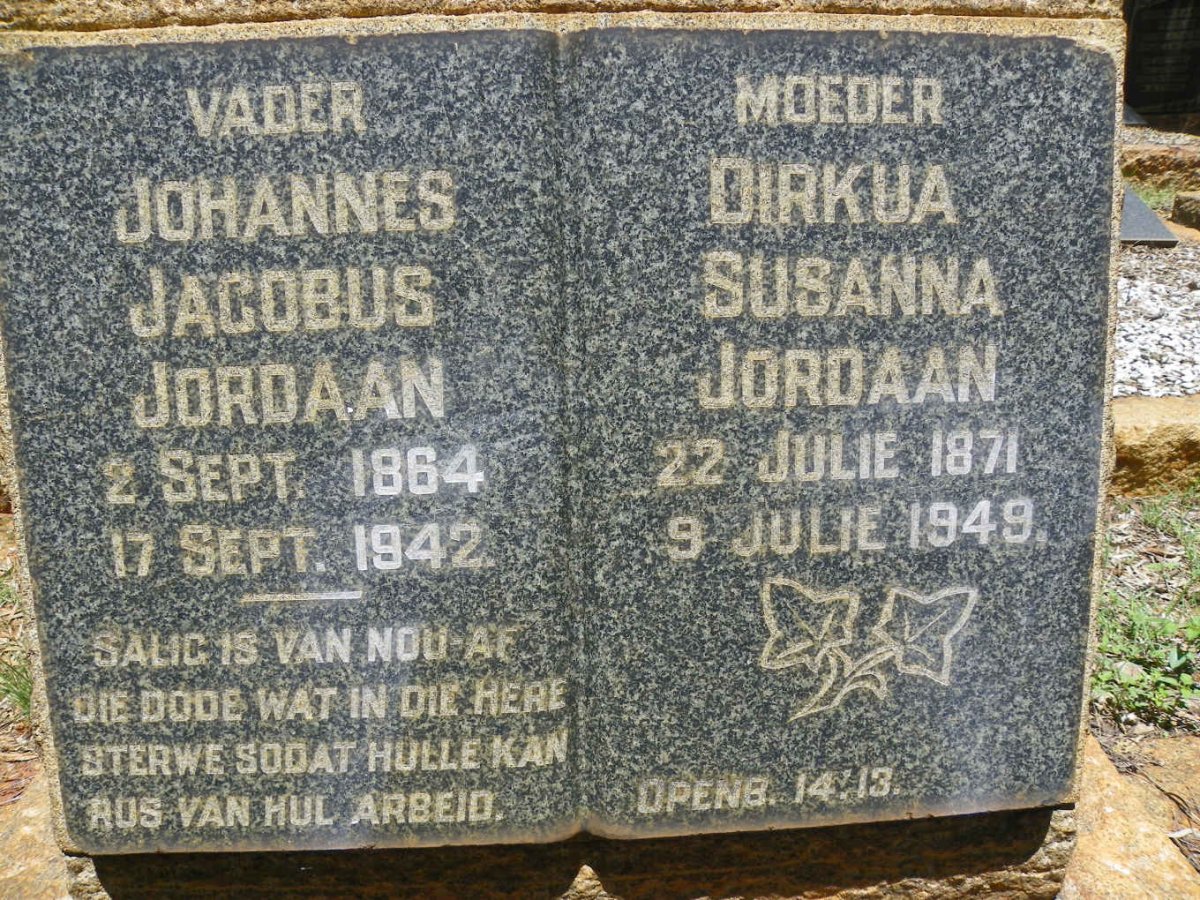 VADER
JOHANNES
JACOBUS
JORDAAN
2 SEPT. 1864
17 SEPT. 1942.
SALIG IS VAN NOU-AF
DIE DODE WAT IN DIE HERE
STERWE SODAT HULLE KAN
RUS VAN HUL ARBEID.
MOEDER
DIRKUA
SUSANNA
JORDAAN
22 JULIE 1871
9 JULIE 1949.
OPENB. 14:13.